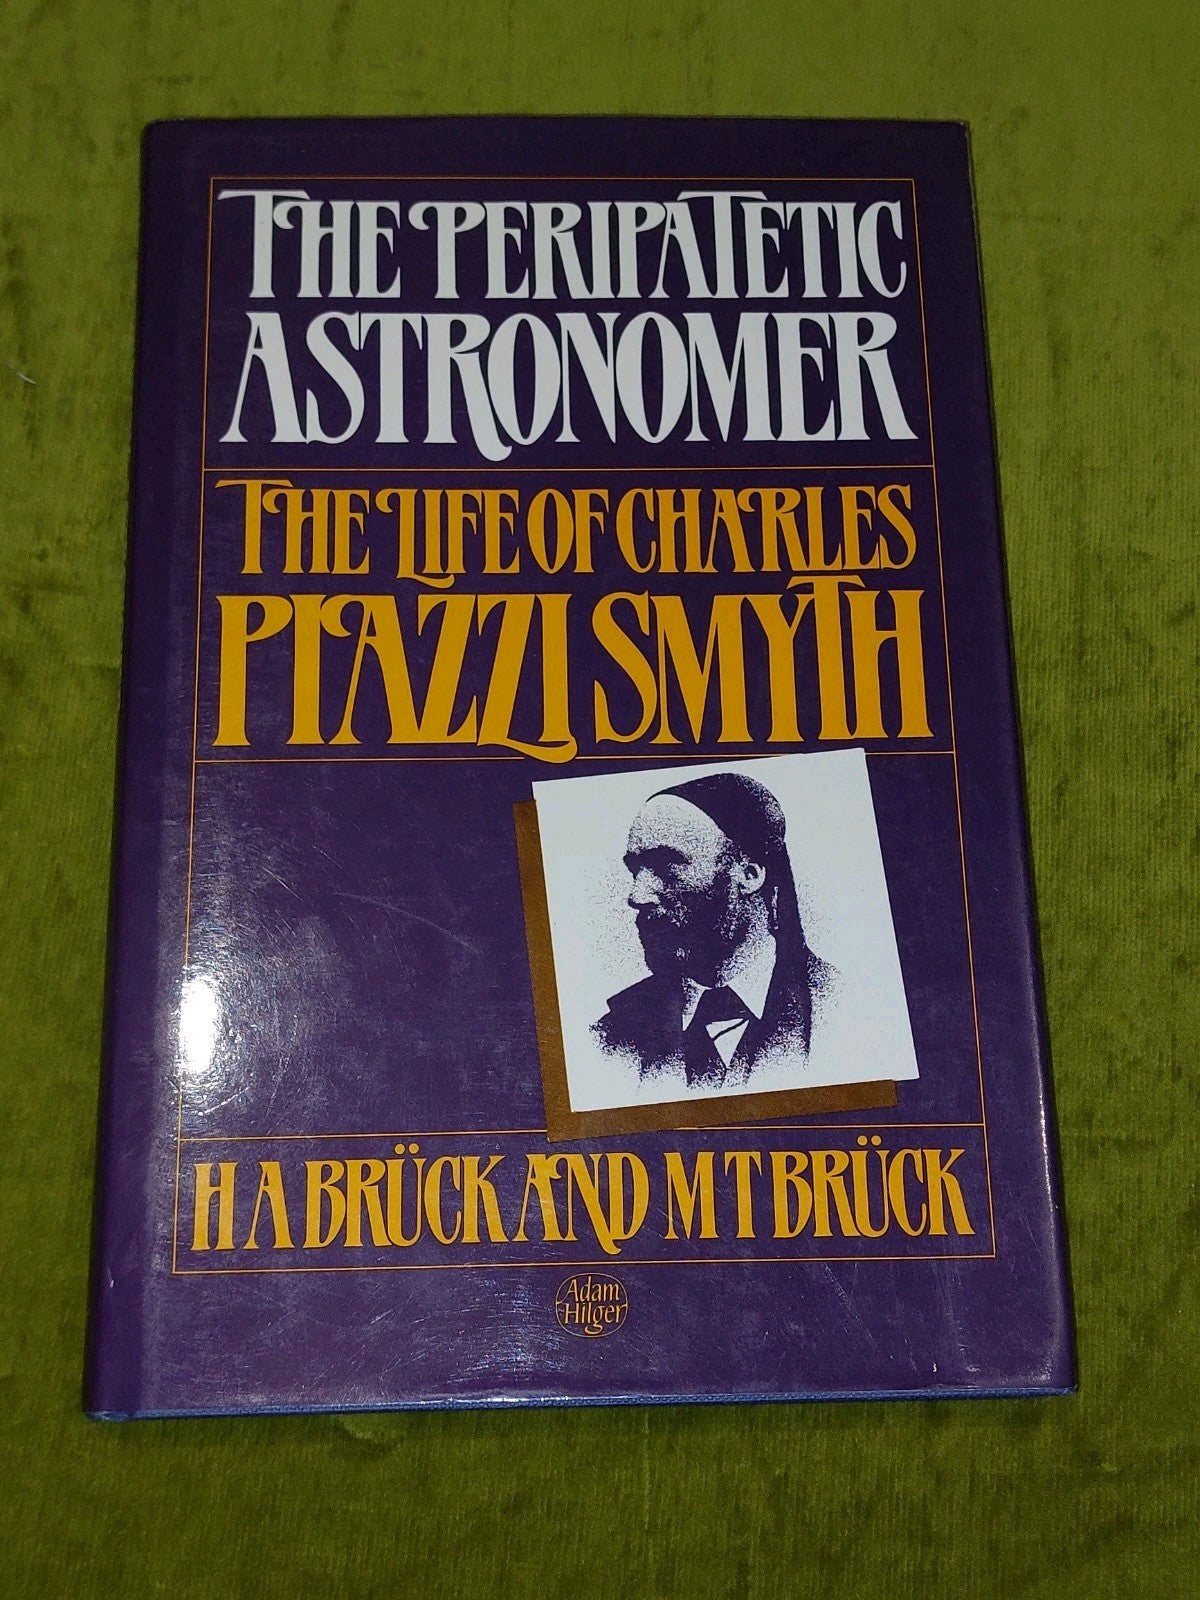 THE PERIPATETIC
ASTRONOMER
THE LIFE OF CHARLES
PIAZZI SMYTH
H A BRÜCK AND M T BRÜCK
Adam
Hilger